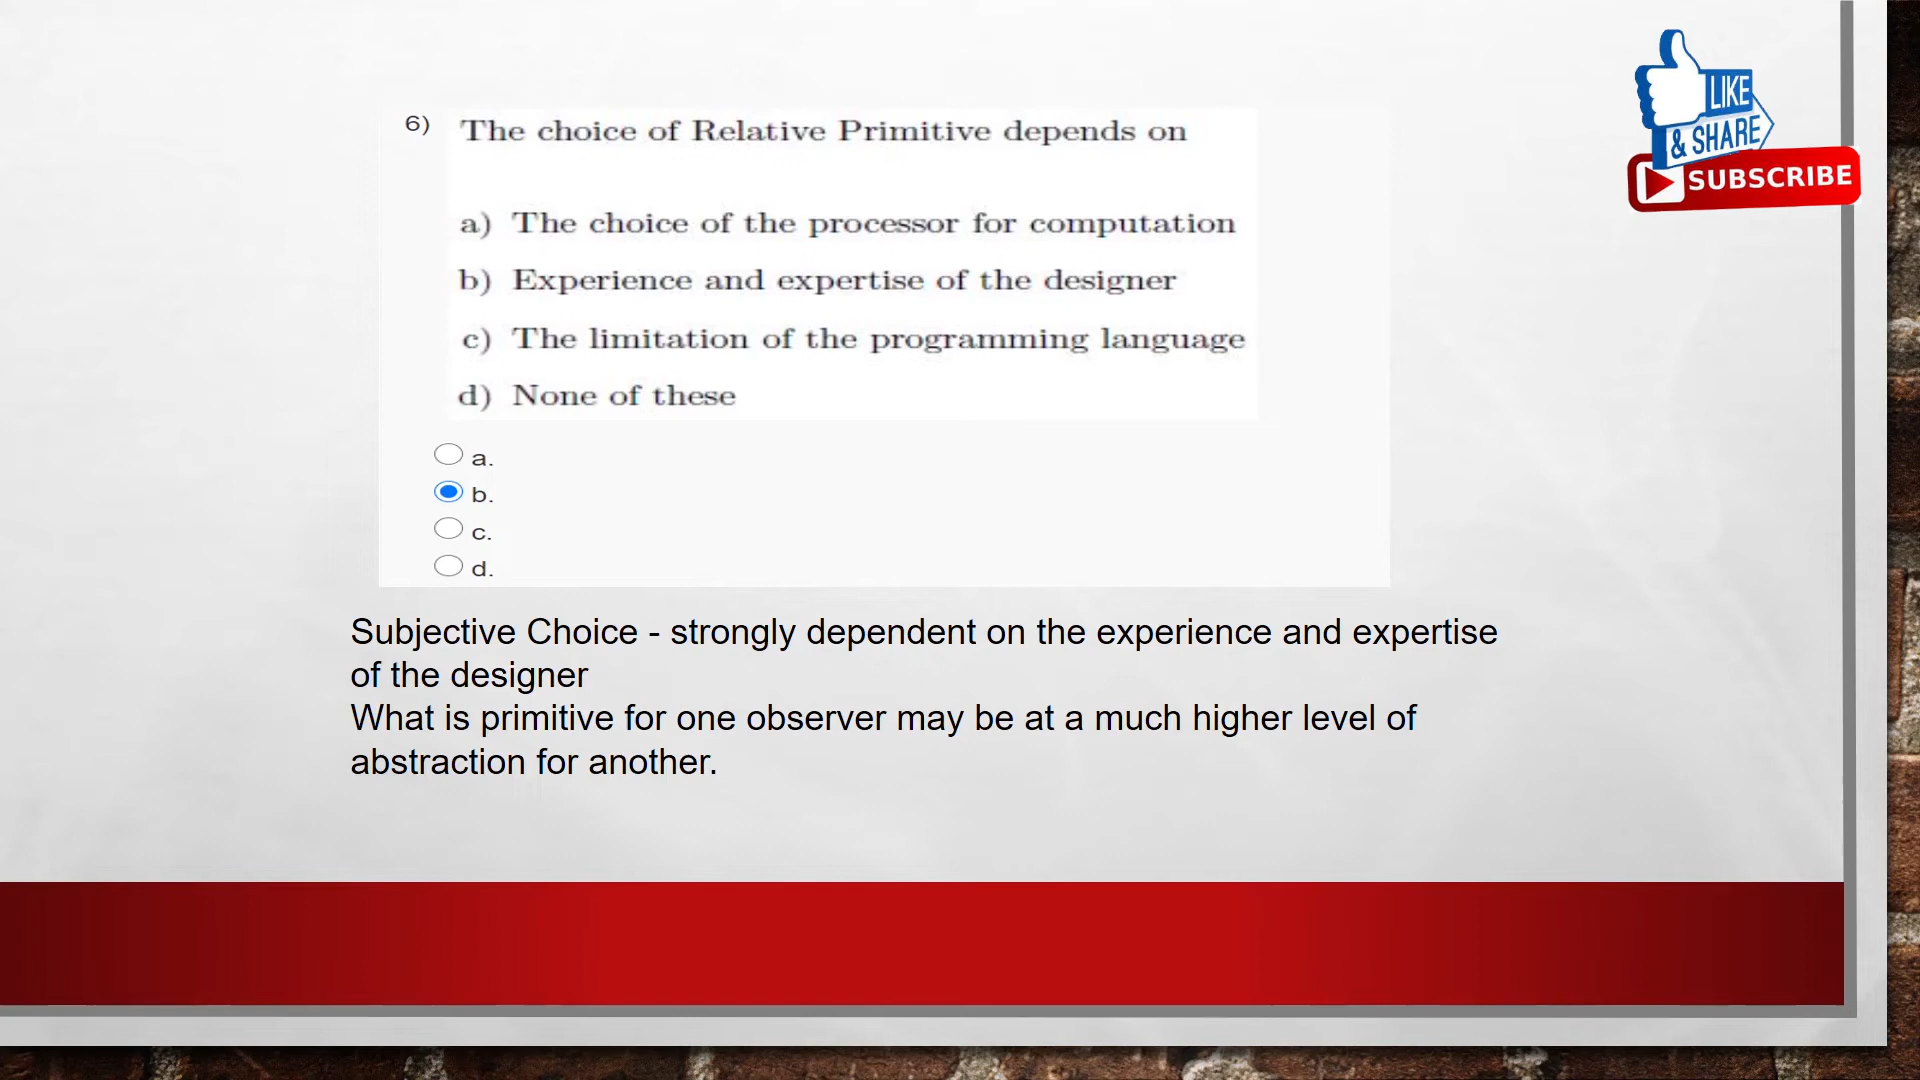 LIKE
& SHARE
SUBSCRIBE
6) The choice of Relative Primitive depends on
a) The choice of the processor for computation
b) Experience and expertise of the designer
c) The limitation of the programming language
d) None of these
a.
b.
c.
d.
Subjective Choice - strongly dependent on the experience and expertise
of the designer
What is primitive for one observer may be at a much higher level of
abstraction for another.